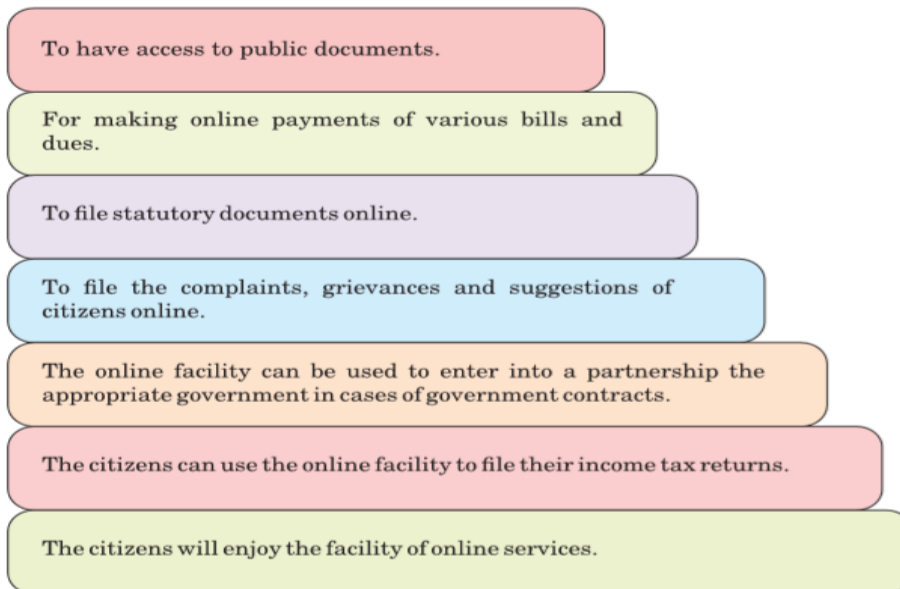 To have access to public documents.
For making online payments of various bills and
dues.
To file statutory documents online.
To file the complaints, grievances and suggestions of
citizens online.
The online facility can be used to enter into a partnership the
appropriate government in cases of government contracts.
The citizens can use the online facility to file their income tax returns.
The citizens will enjoy the facility of online services.